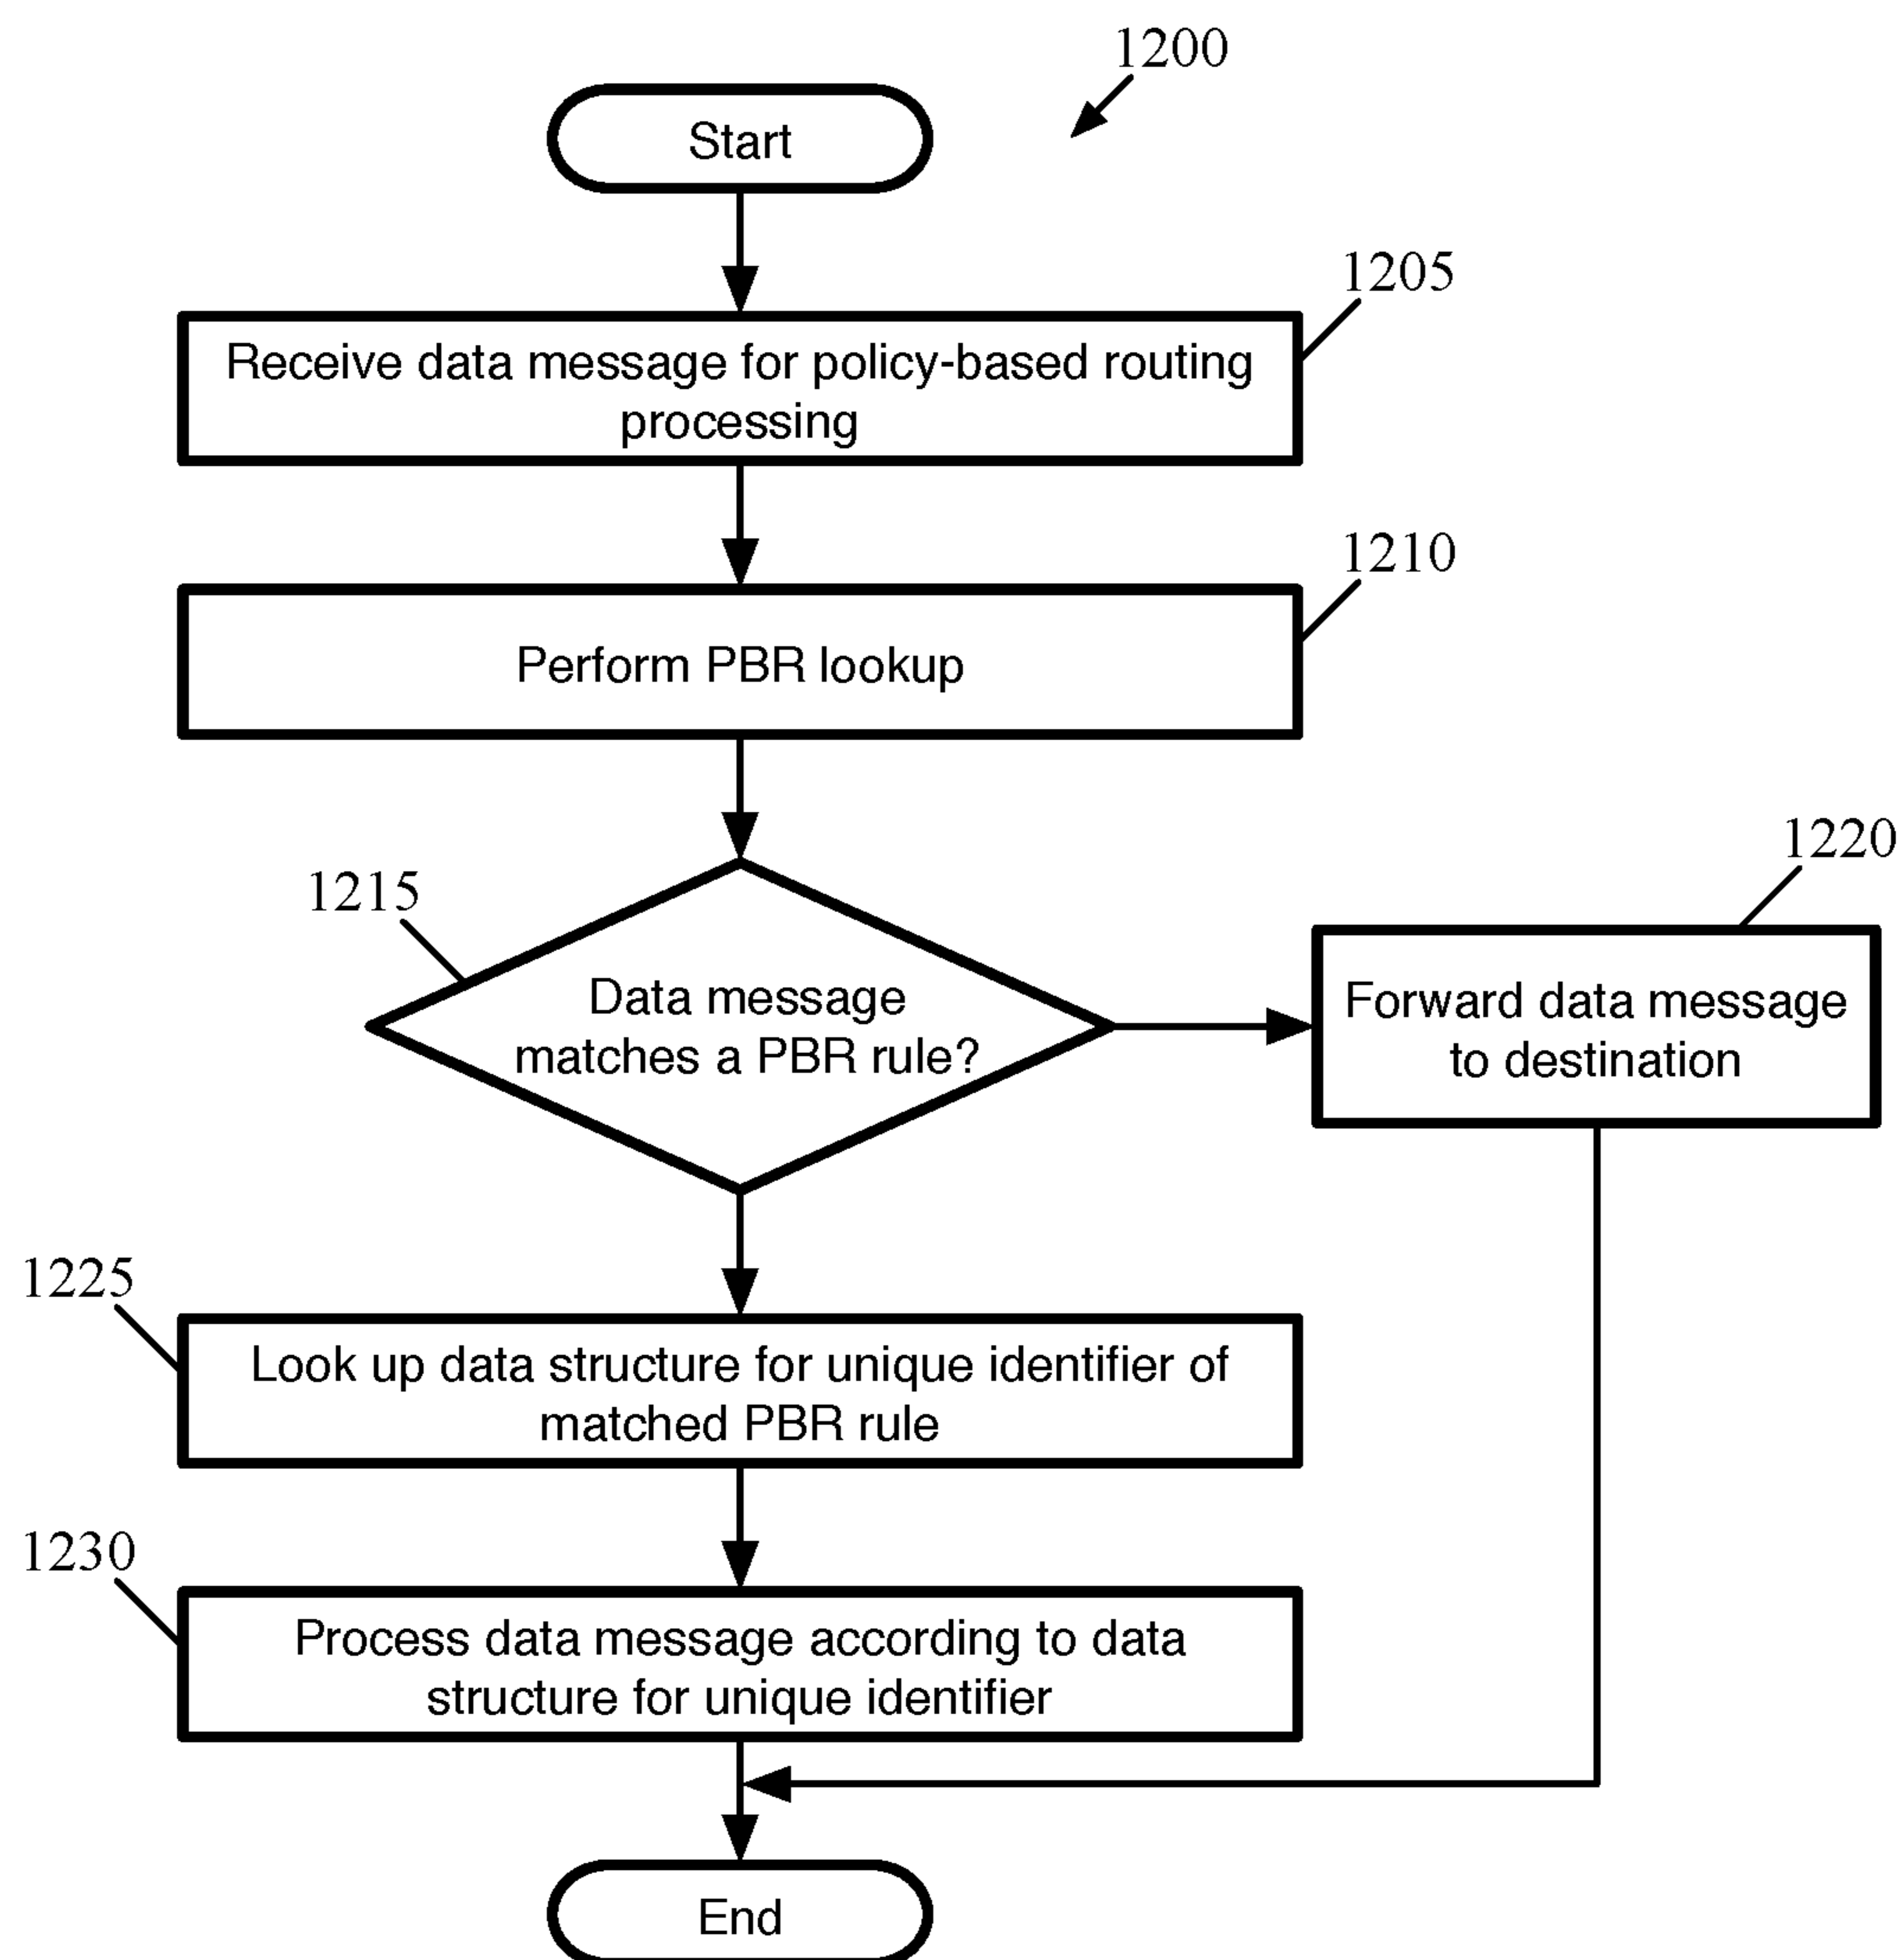 1200
Start
1205
Receive data message for policy-based routing
processing
1210
Perform PBR lookup
1215
Data message
matches a PBR rule?
1220
Forward data message
to destination
1225
Look up data structure for unique identifier of
matched PBR rule
1230
Process data message according to data
structure for unique identifier
End